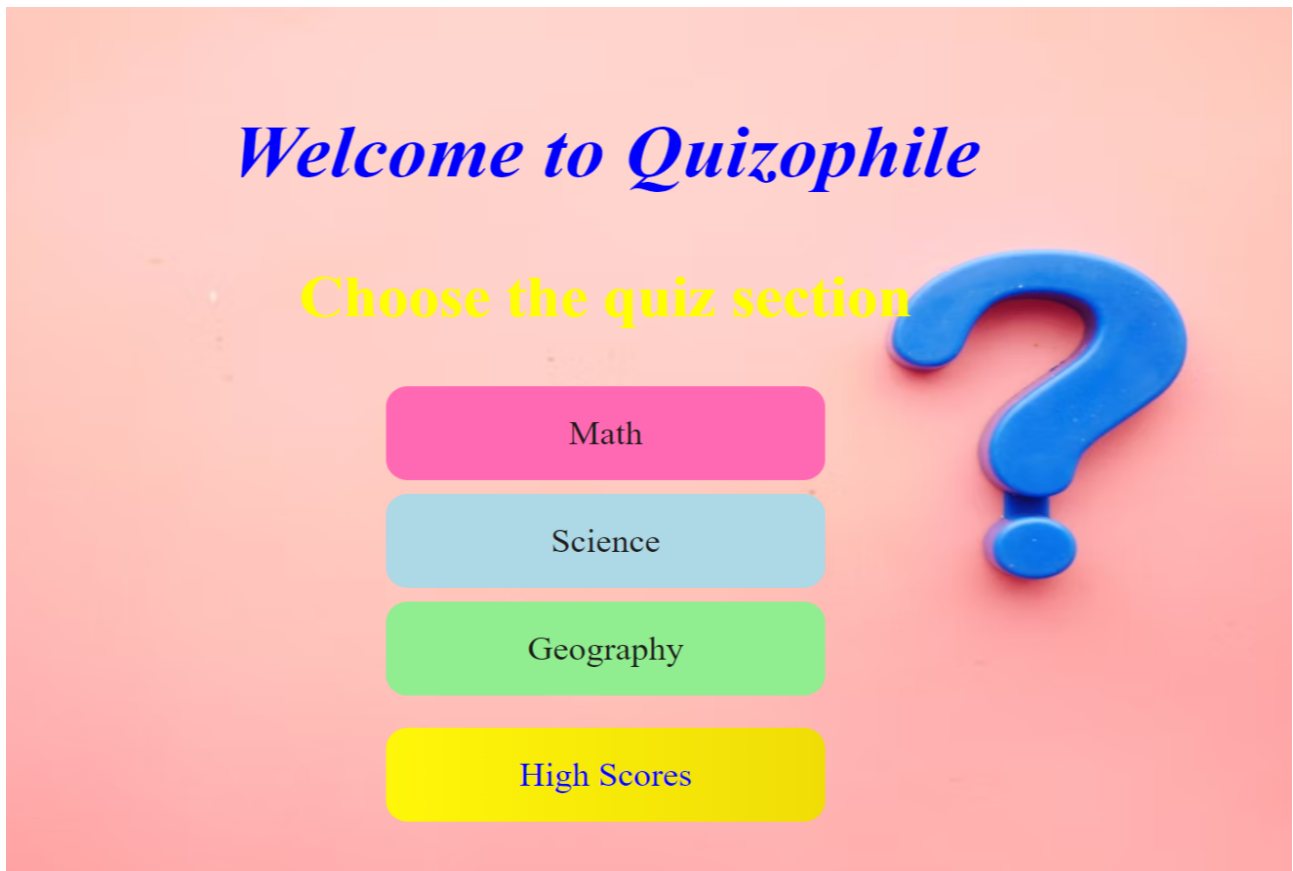 Welcome to Quizophile
Choose the quiz section
Math
Science
Geography
High Scores